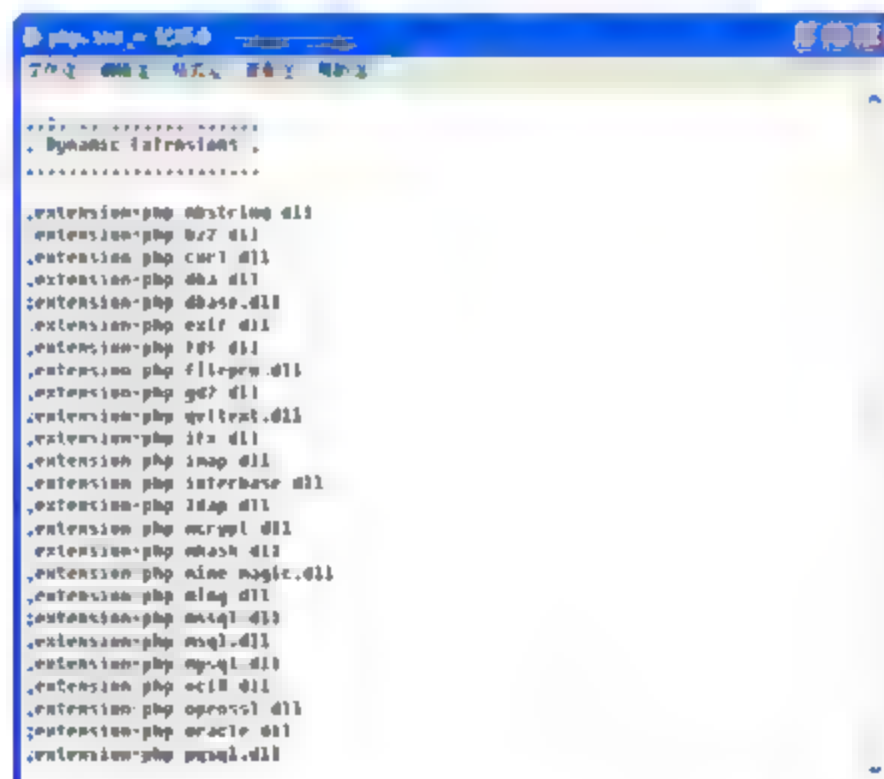 ; Dynamic Extensions ;
;;;;;;;;;;;;;;;;;;;;;;
;extension=php_mbstring.dll
;extension=php_bz2.dll
;extension=php_curl.dll
;extension=php_dba.dll
;extension=php_dbase.dll
;extension=php_exif.dll
;extension=php_fdf.dll
;extension=php_filepro.dll
;extension=php_gd2.dll
;extension=php_gettext.dll
;extension=php_ifx.dll
;extension=php_imap.dll
;extension=php_interbase.dll
;extension=php_ldap.dll
;extension=php_mcrypt.dll
;extension=php_mhash.dll
;extension=php_mime_magic.dll
;extension=php_ming.dll
;extension=php_mssql.dll
;extension=php_msql.dll
;extension=php_mysql.dll
;extension=php_oci8.dll
;extension=php_openssl.dll
;extension=php_oracle.dll
;extension=php_pgsql.dll